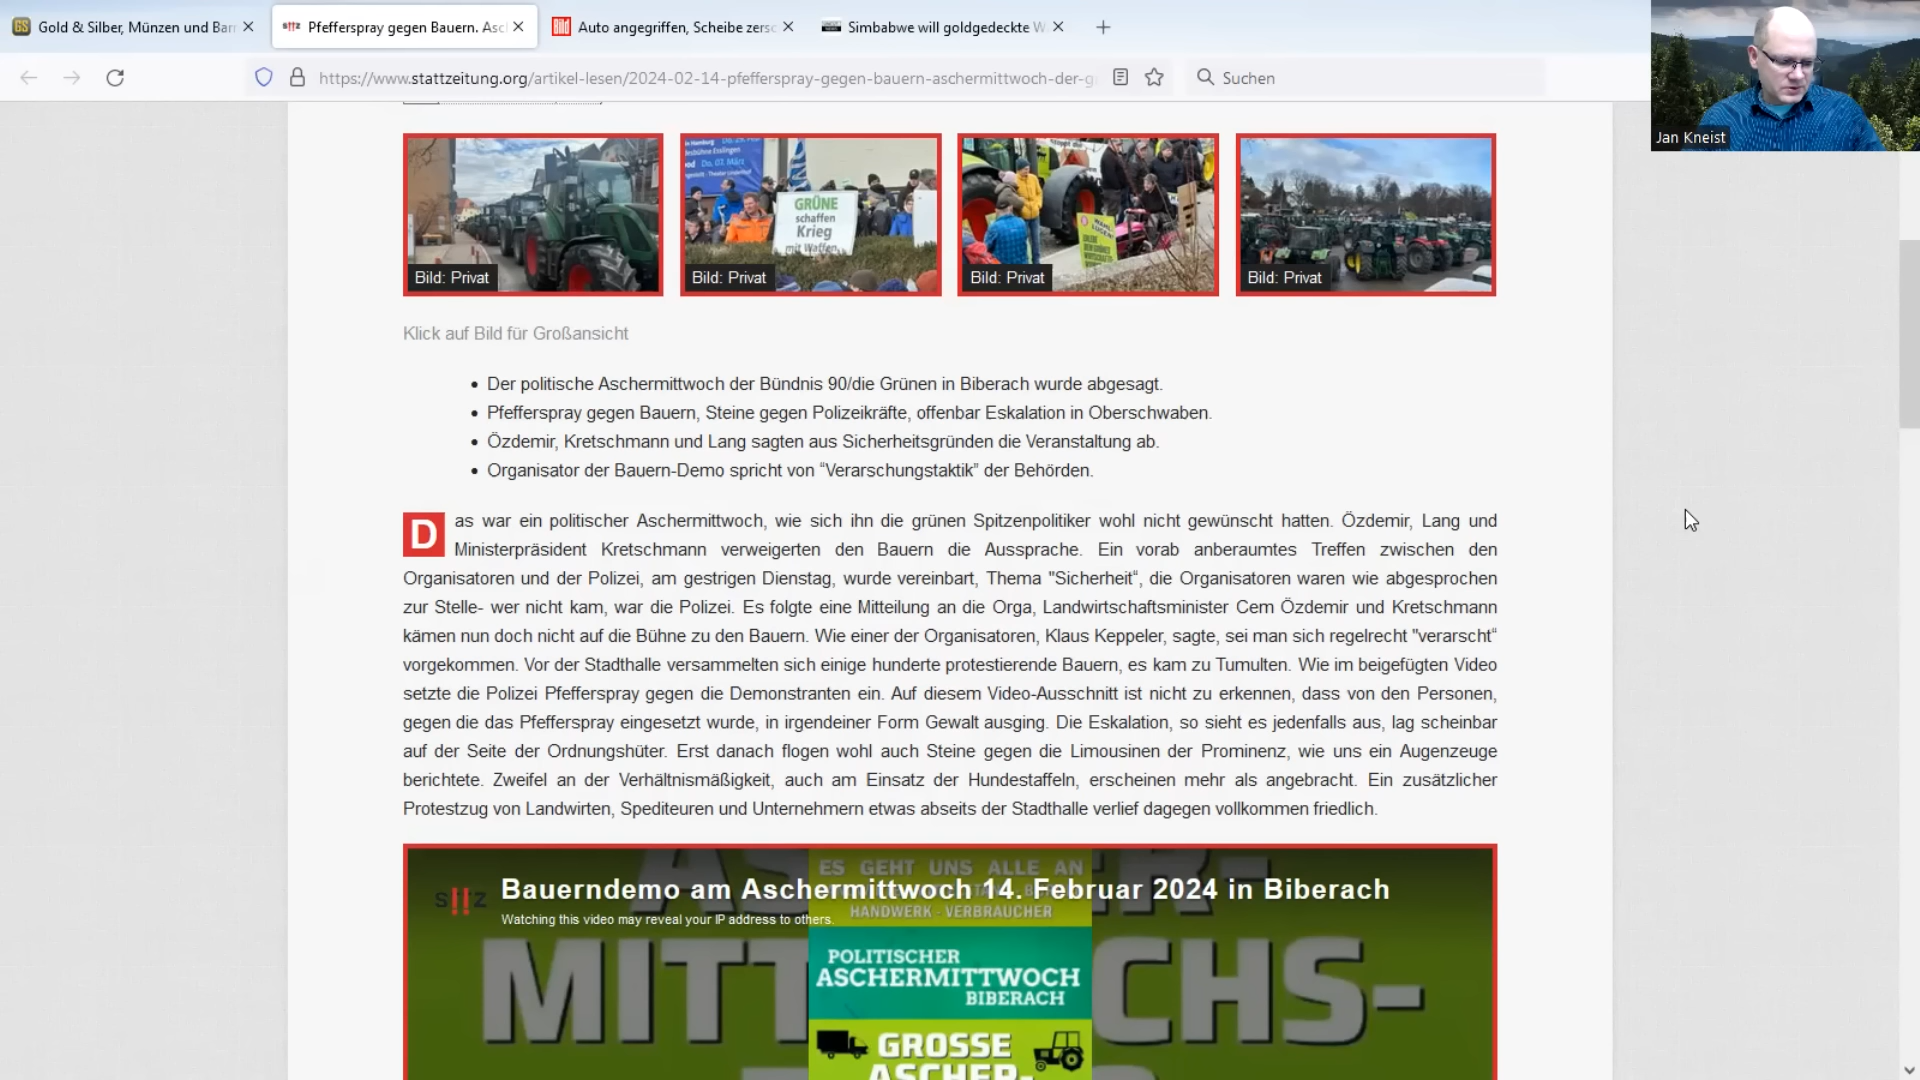 Gold & Silber, Münzen und Barr
Pfefferspray gegen Bauern. Asc
Auto angegriffen, Scheibe zersc
Simbabwe will goldgedeckte W
https://www.stattzeitung.org/artikel-lesen/2024-02-14-pfefferspray-gegen-bauern-aschermittwoch-der-g
Suchen
Jan Kneist
Do. 07. März
GRÜNE
schaffen
Krieg
mit Waffen
Bild: Privat
Bild: Privat
Bild: Privat
Bild: Privat
Klick auf Bild für Großansicht
• Der politische Aschermittwoch der Bündnis 90/die Grünen in Biberach wurde abgesagt.
• Pfefferspray gegen Bauern, Steine gegen Polizeikräfte, offenbar Eskalation in Oberschwaben.
• Özdemir, Kretschmann und Lang sagten aus Sicherheitsgründen die Veranstaltung ab.
• Organisator der Bauern-Demo spricht von “Verarschungstaktik” der Behörden.
Das war ein politischer Aschermittwoch, wie sich ihn die grünen Spitzenpolitiker wohl nicht gewünscht hatten. Özdemir, Lang und
Ministerpräsident Kretschmann verweigerten den Bauern die Aussprache. Ein vorab anberaumtes Treffen zwischen den
Organisatoren und der Polizei, am gestrigen Dienstag, wurde vereinbart, Thema "Sicherheit“, die Organisatoren waren wie abgesprochen
zur Stelle- wer nicht kam, war die Polizei. Es folgte eine Mitteilung an die Orga, Landwirtschaftsminister Cem Özdemir und Kretschmann
kämen nun doch nicht auf die Bühne zu den Bauern. Wie einer der Organisatoren, Klaus Keppeler, sagte, sei man sich regelrecht "verarscht“
vorgekommen. Vor der Stadthalle versammelten sich einige hunderte protestierende Bauern, es kam zu Tumulten. Wie im beigefügten Video
setzte die Polizei Pfefferspray gegen die Demonstranten ein. Auf diesem Video-Ausschnitt ist nicht zu erkennen, dass von den Personen,
gegen die das Pfefferspray eingesetzt wurde, in irgendeiner Form Gewalt ausging. Die Eskalation, so sieht es jedenfalls aus, lag scheinbar
auf der Seite der Ordnungshüter. Erst danach flogen wohl auch Steine gegen die Limousinen der Prominenz, wie uns ein Augenzeuge
berichtete. Zweifel an der Verhältnismäßigkeit, auch am Einsatz der Hundestaffeln, erscheinen mehr als angebracht. Ein zusätzlicher
Protestzug von Landwirten, Spediteuren und Unternehmern etwas abseits der Stadthalle verlief dagegen vollkommen friedlich.
ES GEHT UNS ALLE AN
Bauerndemo am Aschermittwoch 14. Februar 2024 in Biberach
Watching this video may reveal your IP address to others.
HANDWERK - VERBRAUCHER
MITT
CHS-
POLITISCHER
ASCHERMITTWOCH
BIBERACH
GROSSE
ASCHER-